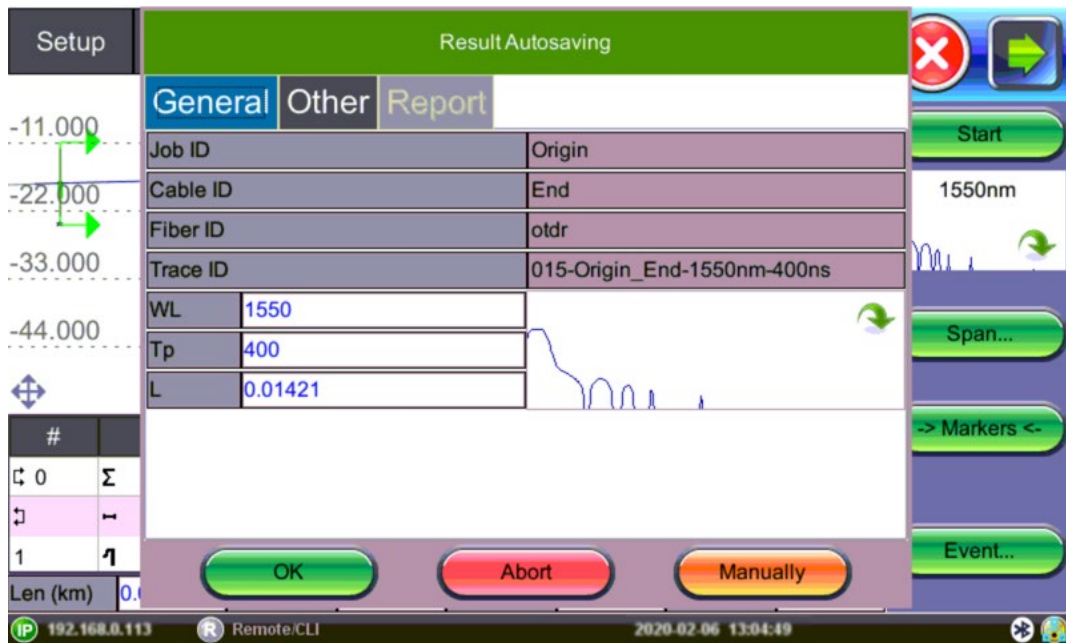 Setup
Result Autosaving
General Other Report
-11.000
-22.000
-33.000
-44.000
Job ID Origin
Cable ID End
Fiber ID otdr
Trace ID 015-Origin_End-1550nm-400ns
WL 1550
Tp 400
L 0.01421
Start
1550nm
Span...
-> Markers <-
Event...
#
0 Σ
1
Len (km) 0.0
OK Abort Manually
IP 192.168.0.113 R Remote/CLI 2020-02-06 13:04:49